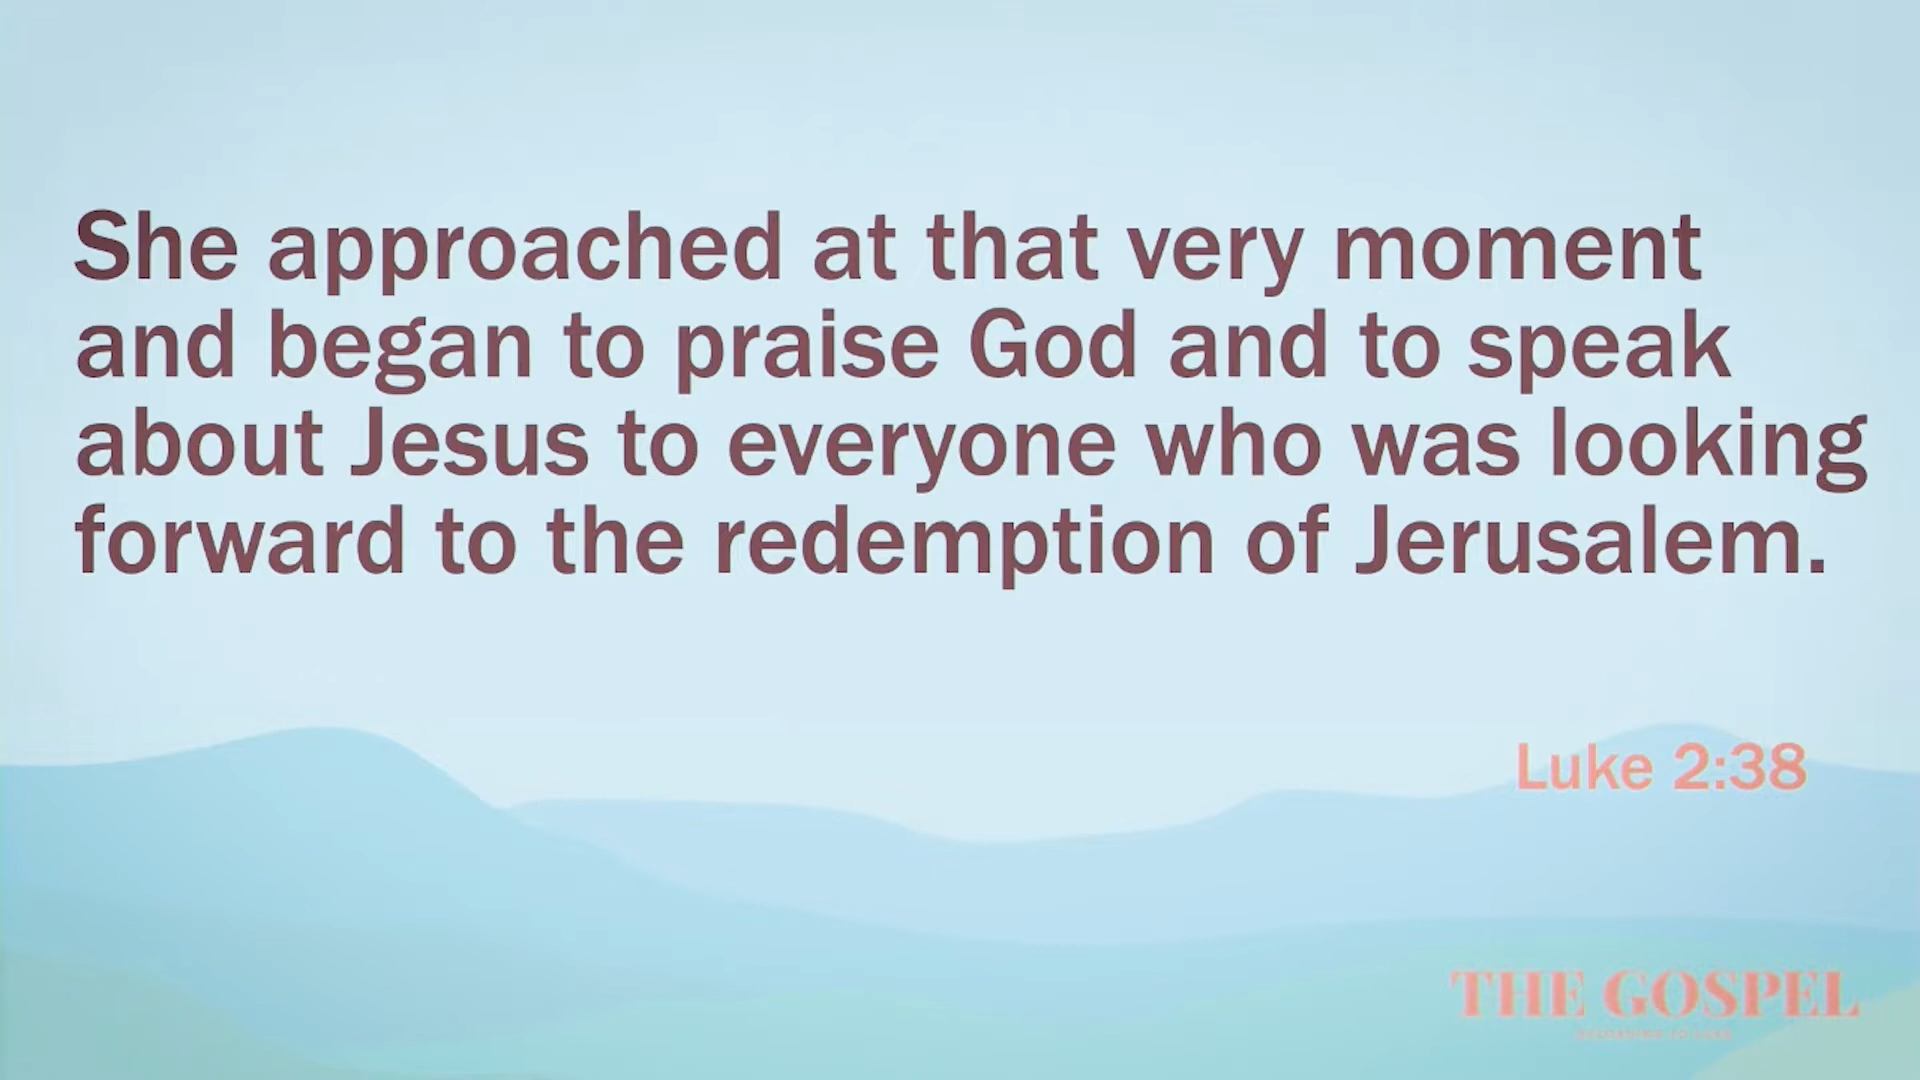 She approached at that very moment
and began to praise God and to speak
about Jesus to everyone who was looking
forward to the redemption of Jerusalem.
Luke 2:38
THE GOSPEL